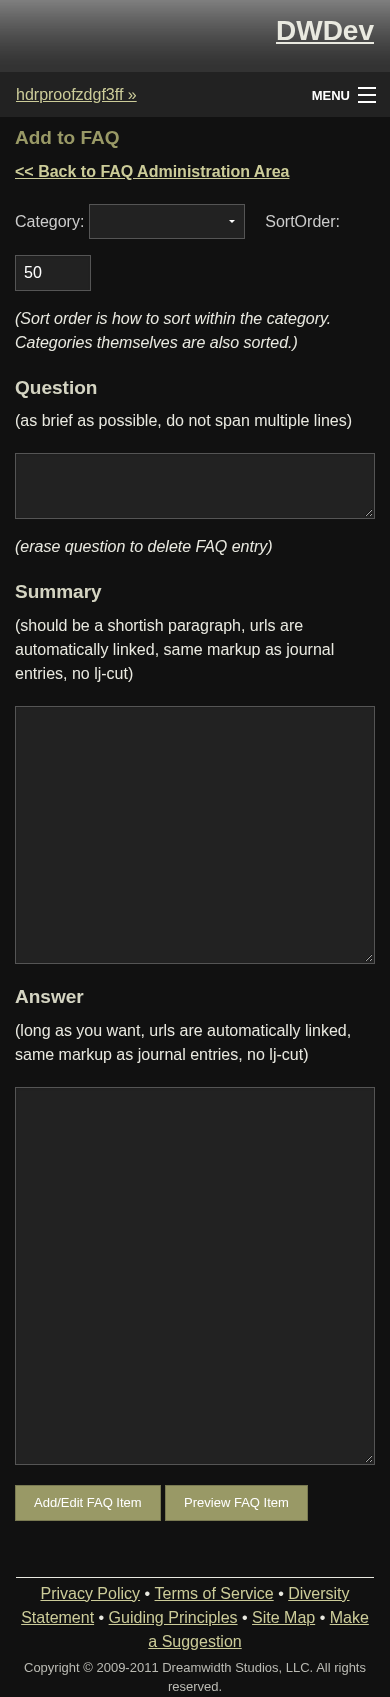 DWDev
hdrproofzdgf3ff »
MENU
Add to FAQ
<< Back to FAQ Administration Area
Category: SortOrder:
50
(Sort order is how to sort within the category.
Categories themselves are also sorted.)
Question
(as brief as possible, do not span multiple lines)
(erase question to delete FAQ entry)
Summary
(should be a shortish paragraph, urls are
automatically linked, same markup as journal
entries, no lj-cut)
Answer
(long as you want, urls are automatically linked,
same markup as journal entries, no lj-cut)
Add/Edit FAQ Item Preview FAQ Item
Privacy Policy • Terms of Service • Diversity
Statement • Guiding Principles • Site Map • Make
a Suggestion
Copyright © 2009-2011 Dreamwidth Studios, LLC. All rights
reserved.